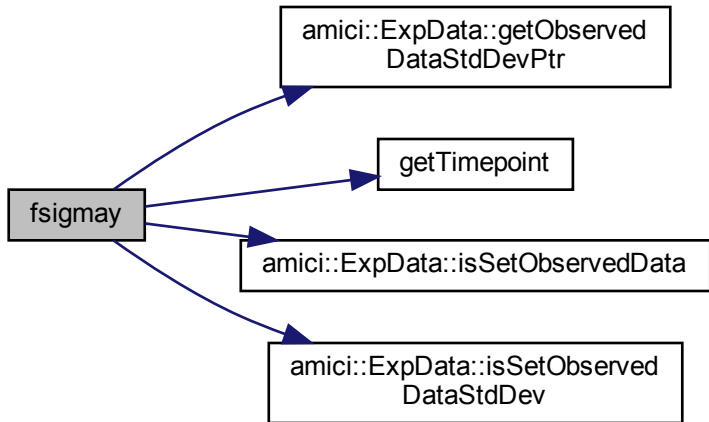 amici::ExpData::getObserved
DataStdDevPtr
getTimepoint
fsigmay
amici::ExpData::isSetObservedData
amici::ExpData::isSetObserved
DataStdDev